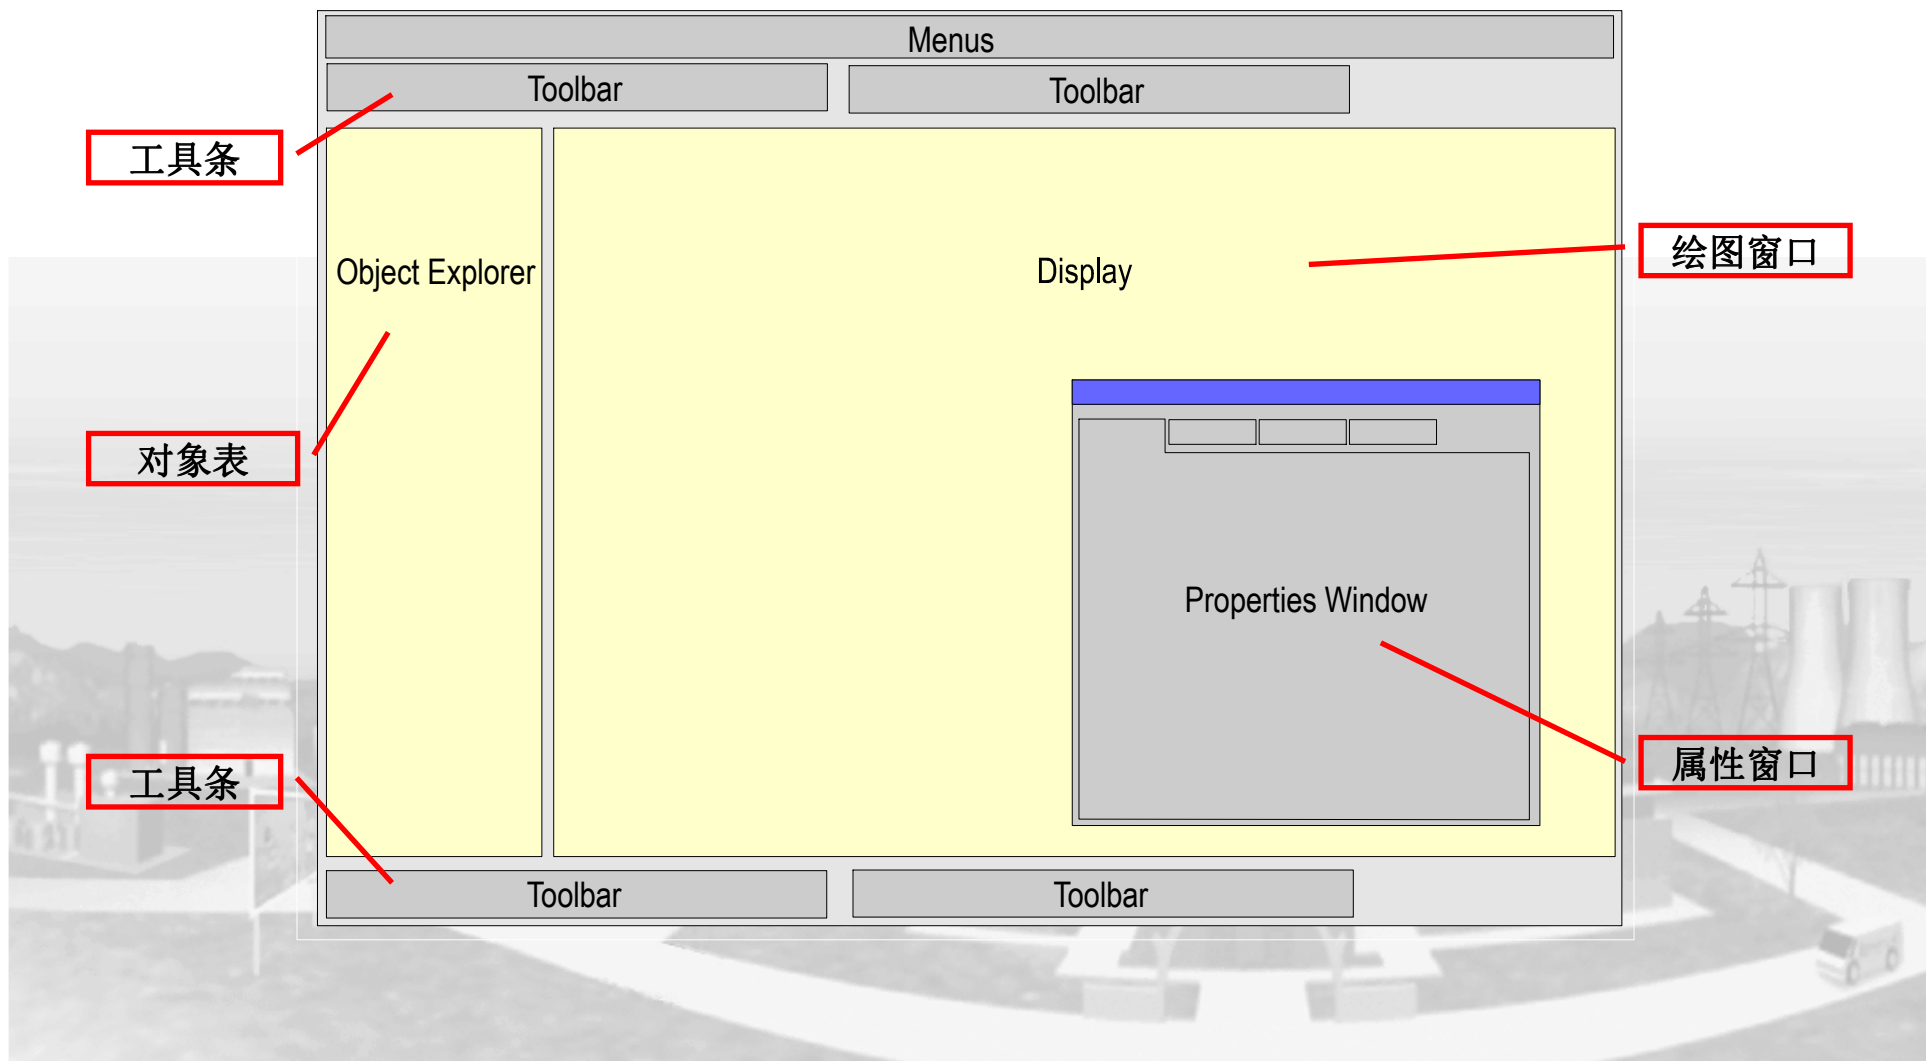 Menus
Toolbar
Toolbar
工具条
绘图窗口
Object Explorer
Display
对象表
Properties Window
属性窗口
工具条
Toolbar
Toolbar